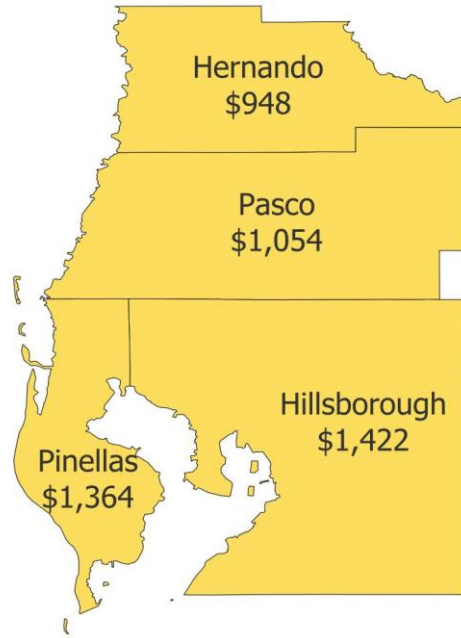 Hernando
$948
Pasco
$1,054
Hillsborough
$1,422
Pinellas
$1,364